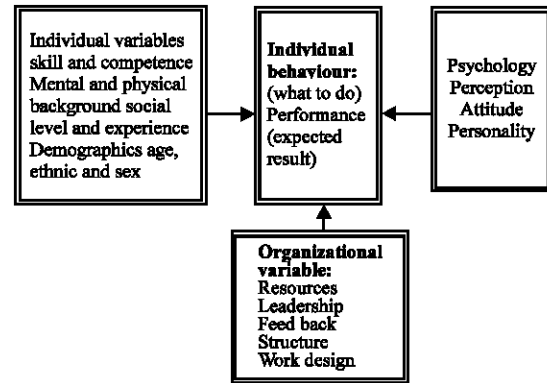 Individual variables
skill and competence
Mental and physical
background social
level and experience
Demographics age,
ethnic and sex
Individual
behaviour:
(what to do)
Performance
(expected
result)
Psychology
Perception
Attitude
Personality
Organizational
variable:
Resources
Leadership
Feed back
Structure
Work design